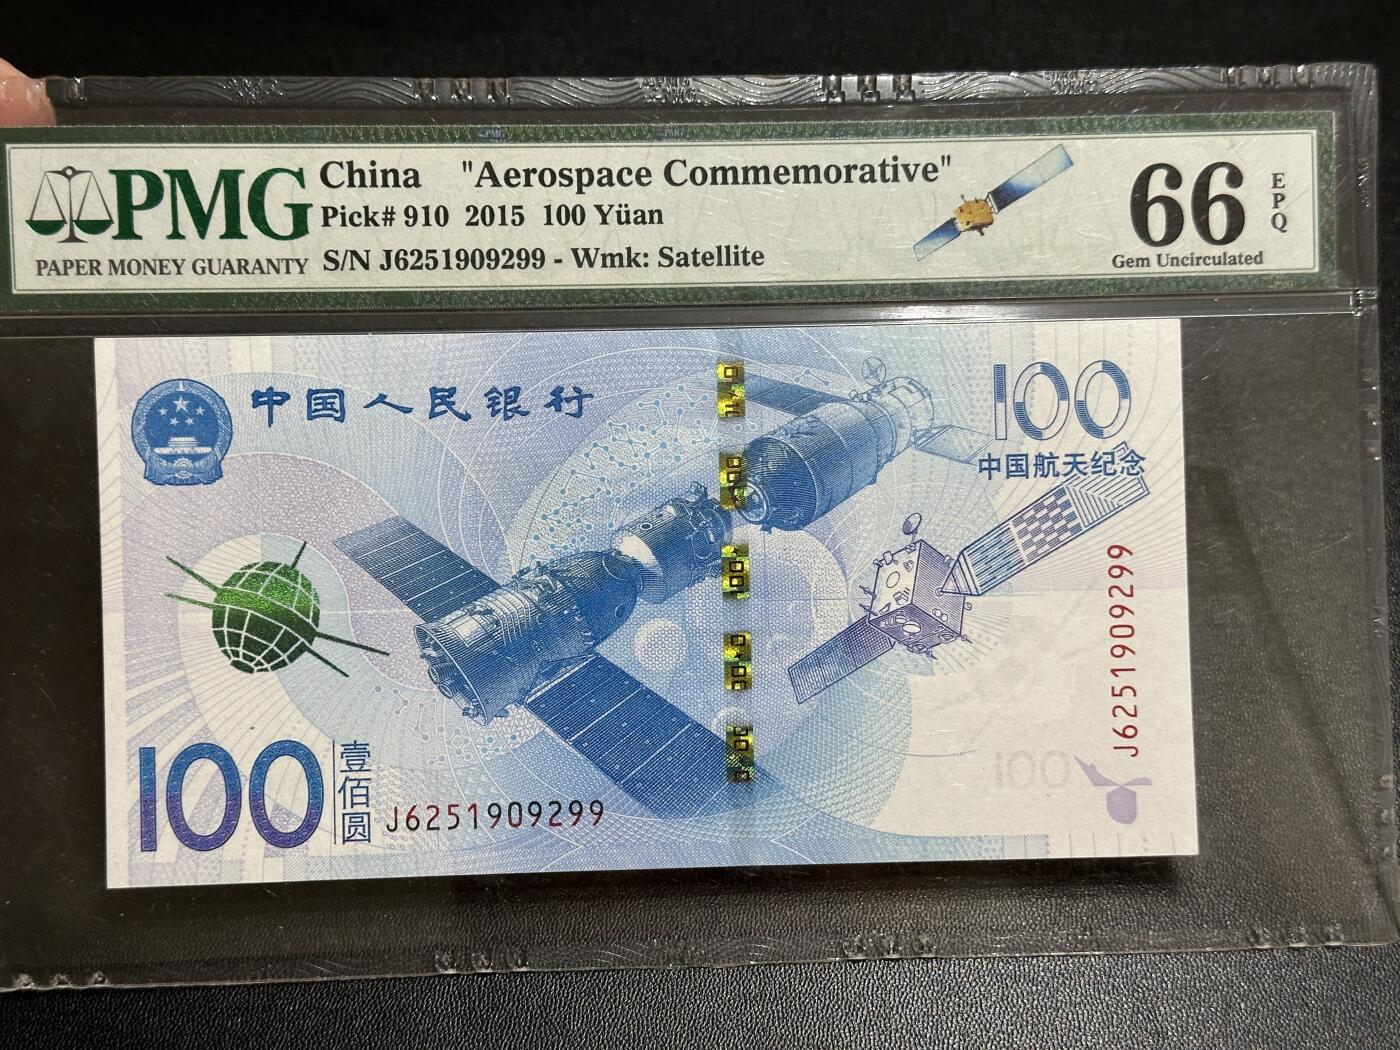 PMG
PAPER MONEY GUARANTY
China "Aerospace Commemorative"
Pick# 910 2015 100 Yüan
S/N J6251909299 - Wmk: Satellite
66
EPQ
Gem Uncirculated
中国人民银行
100
中国航天纪念
J6251909299
100
壹佰圆
J6251909299
100